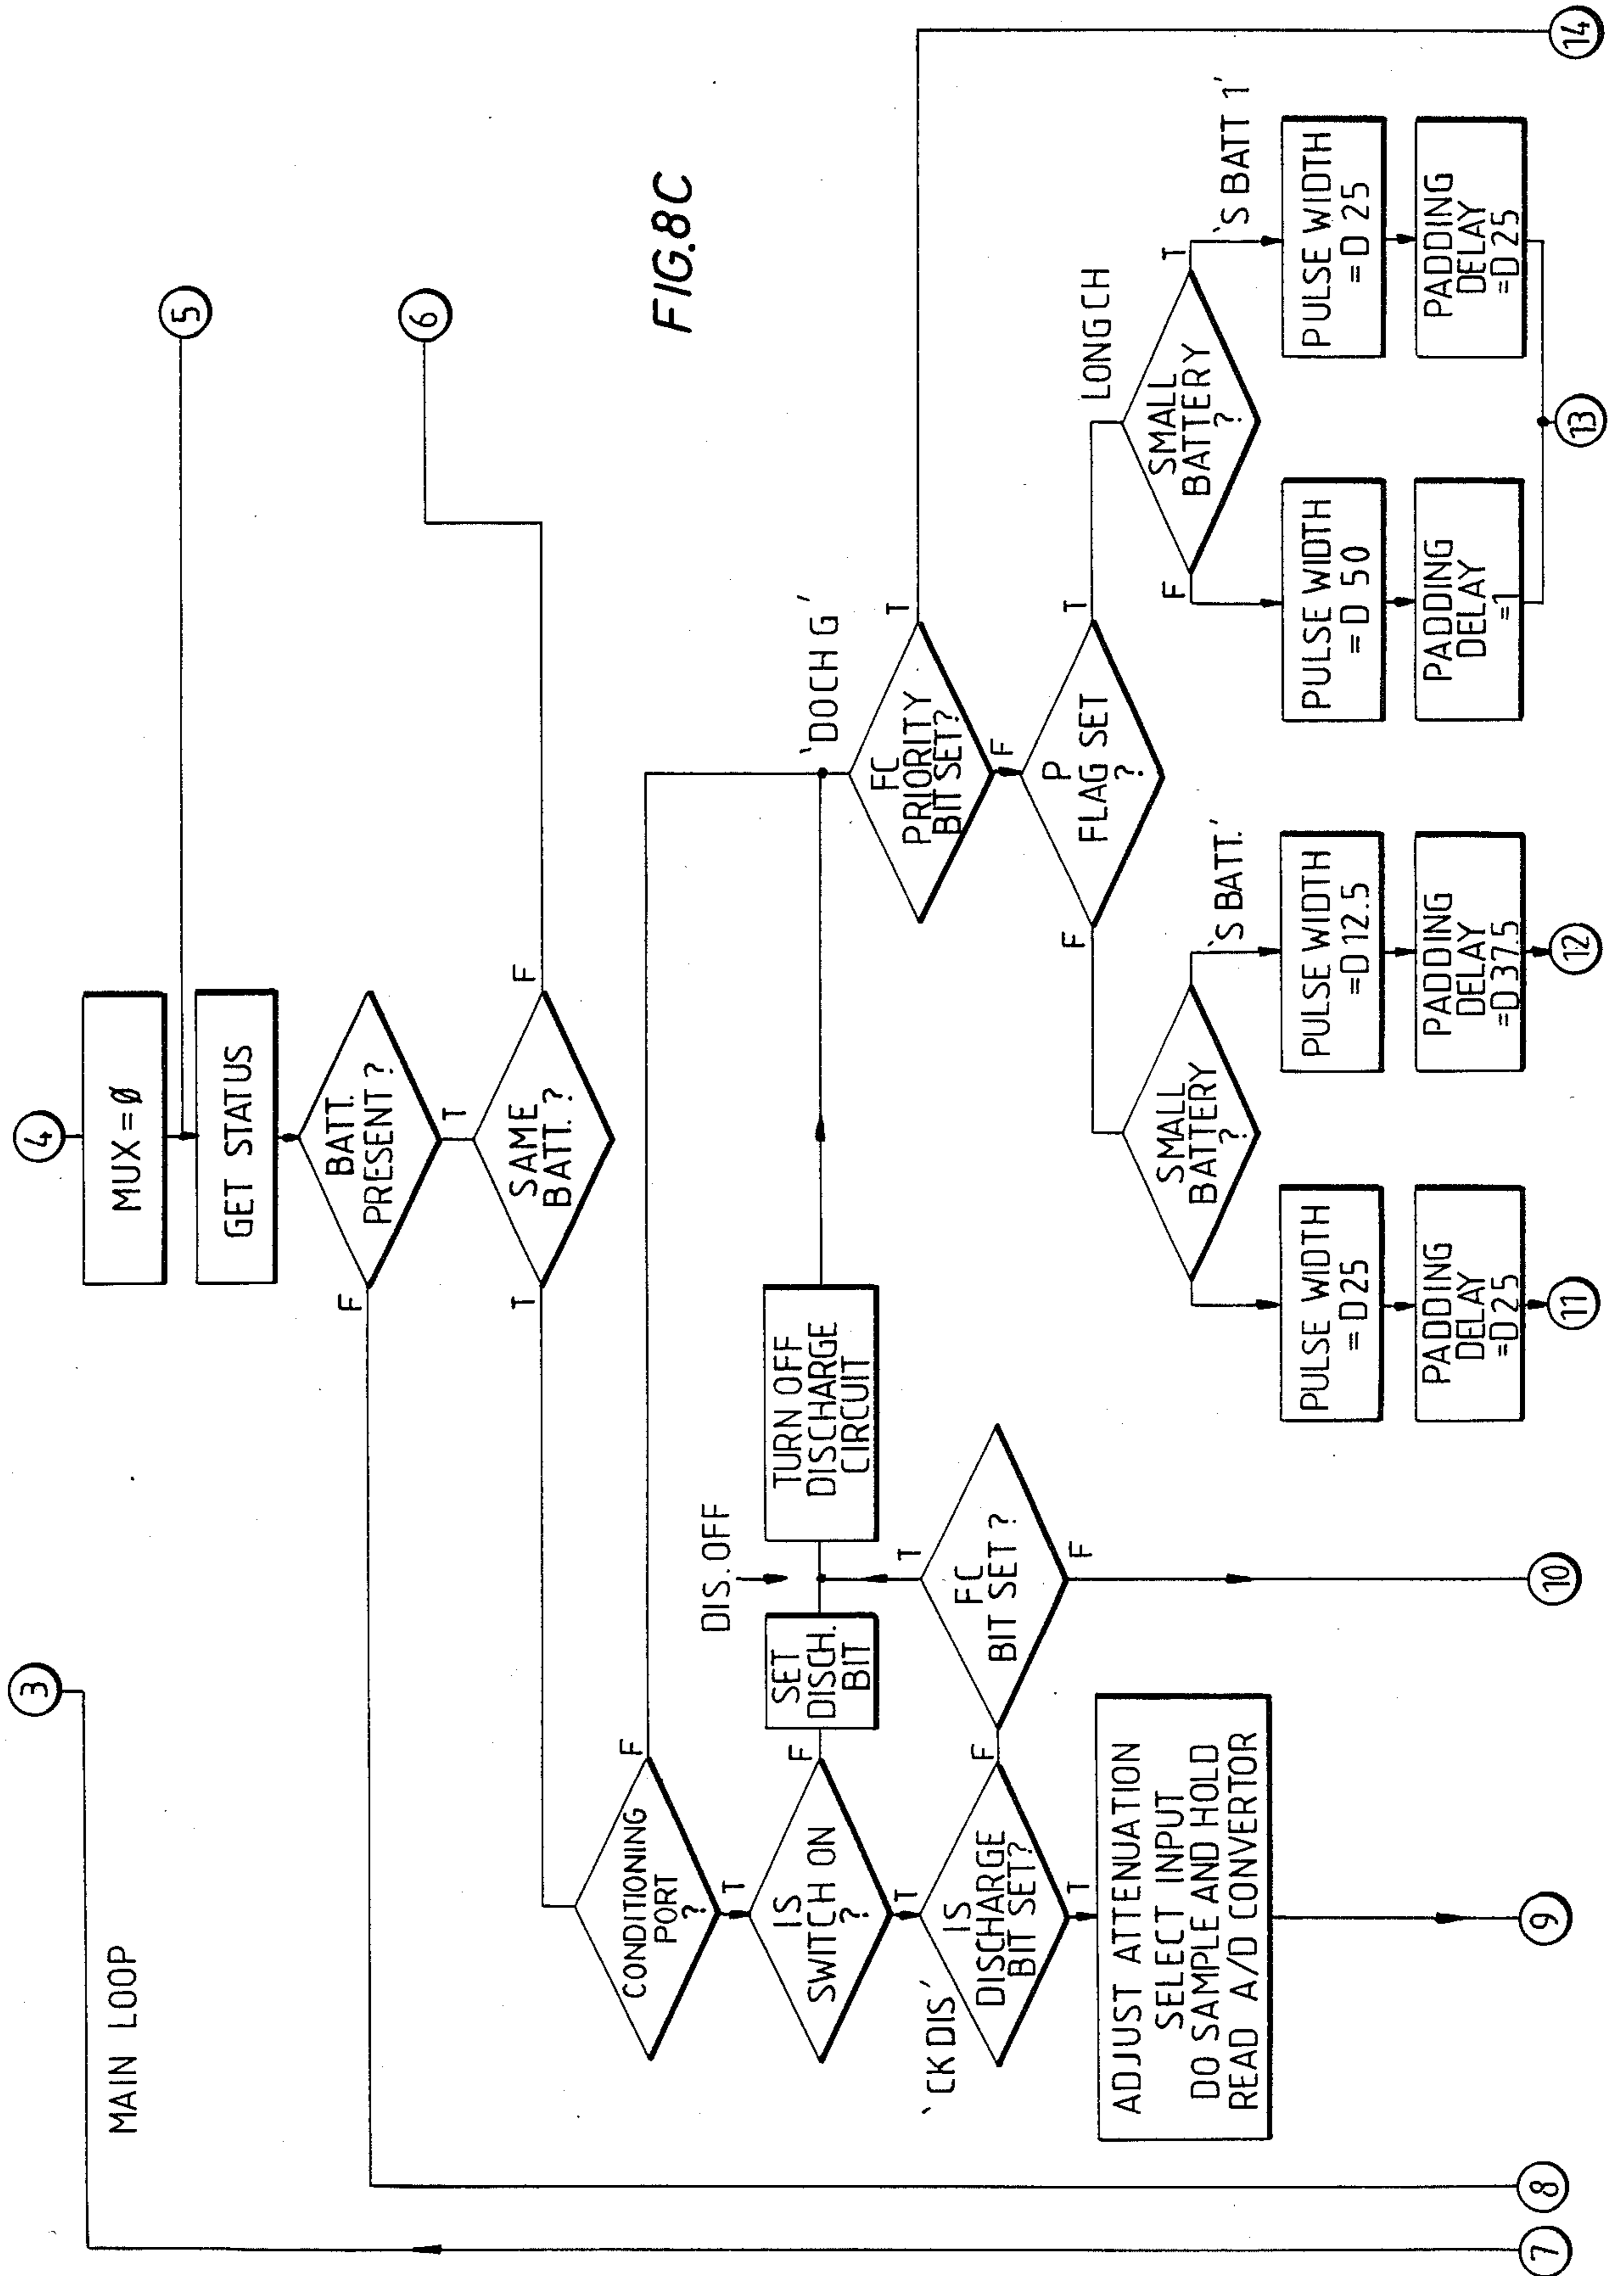 3
MAIN LOOP
4
MUX = Ø
5
GET STATUS
BATT.
PRESENT ?
F
T
6
SAME
BATT. ?
T
F
FIG.8C
CONDITIONING
PORT
?
F
T
IS
SWITCH ON
?
F
T
SET
DISCH.
BIT
DIS. OFF
TURN OFF
DISCHARGE
CIRCUIT
`CK DIS'
IS
DISCHARGE
BIT SET?
F
T
FC
BIT SET ?
T
F
ADJUST ATTENUATION
SELECT INPUT
DO SAMPLE AND HOLD
READ A/D CONVERTOR
`DOCH G'
FC
PRIORITY
BIT SET?
T
F
P
FLAG SET
?
F
T
LONGCH
SMALL
BATTERY
?
`S BATT.'
PULSE WIDTH
= D 25
PADDING
DELAY
=D 25
PULSE WIDTH
=D 12.5
PADDING
DELAY
=D 37.5
SMALL
BATTERY
?
F
T
`S BATT 1'
PULSE WIDTH
= D 50
PADDING
DELAY
=1
PULSE WIDTH
= D 25
PADDING
DELAY
=D 25
7
8
9
10
11
12
13
14